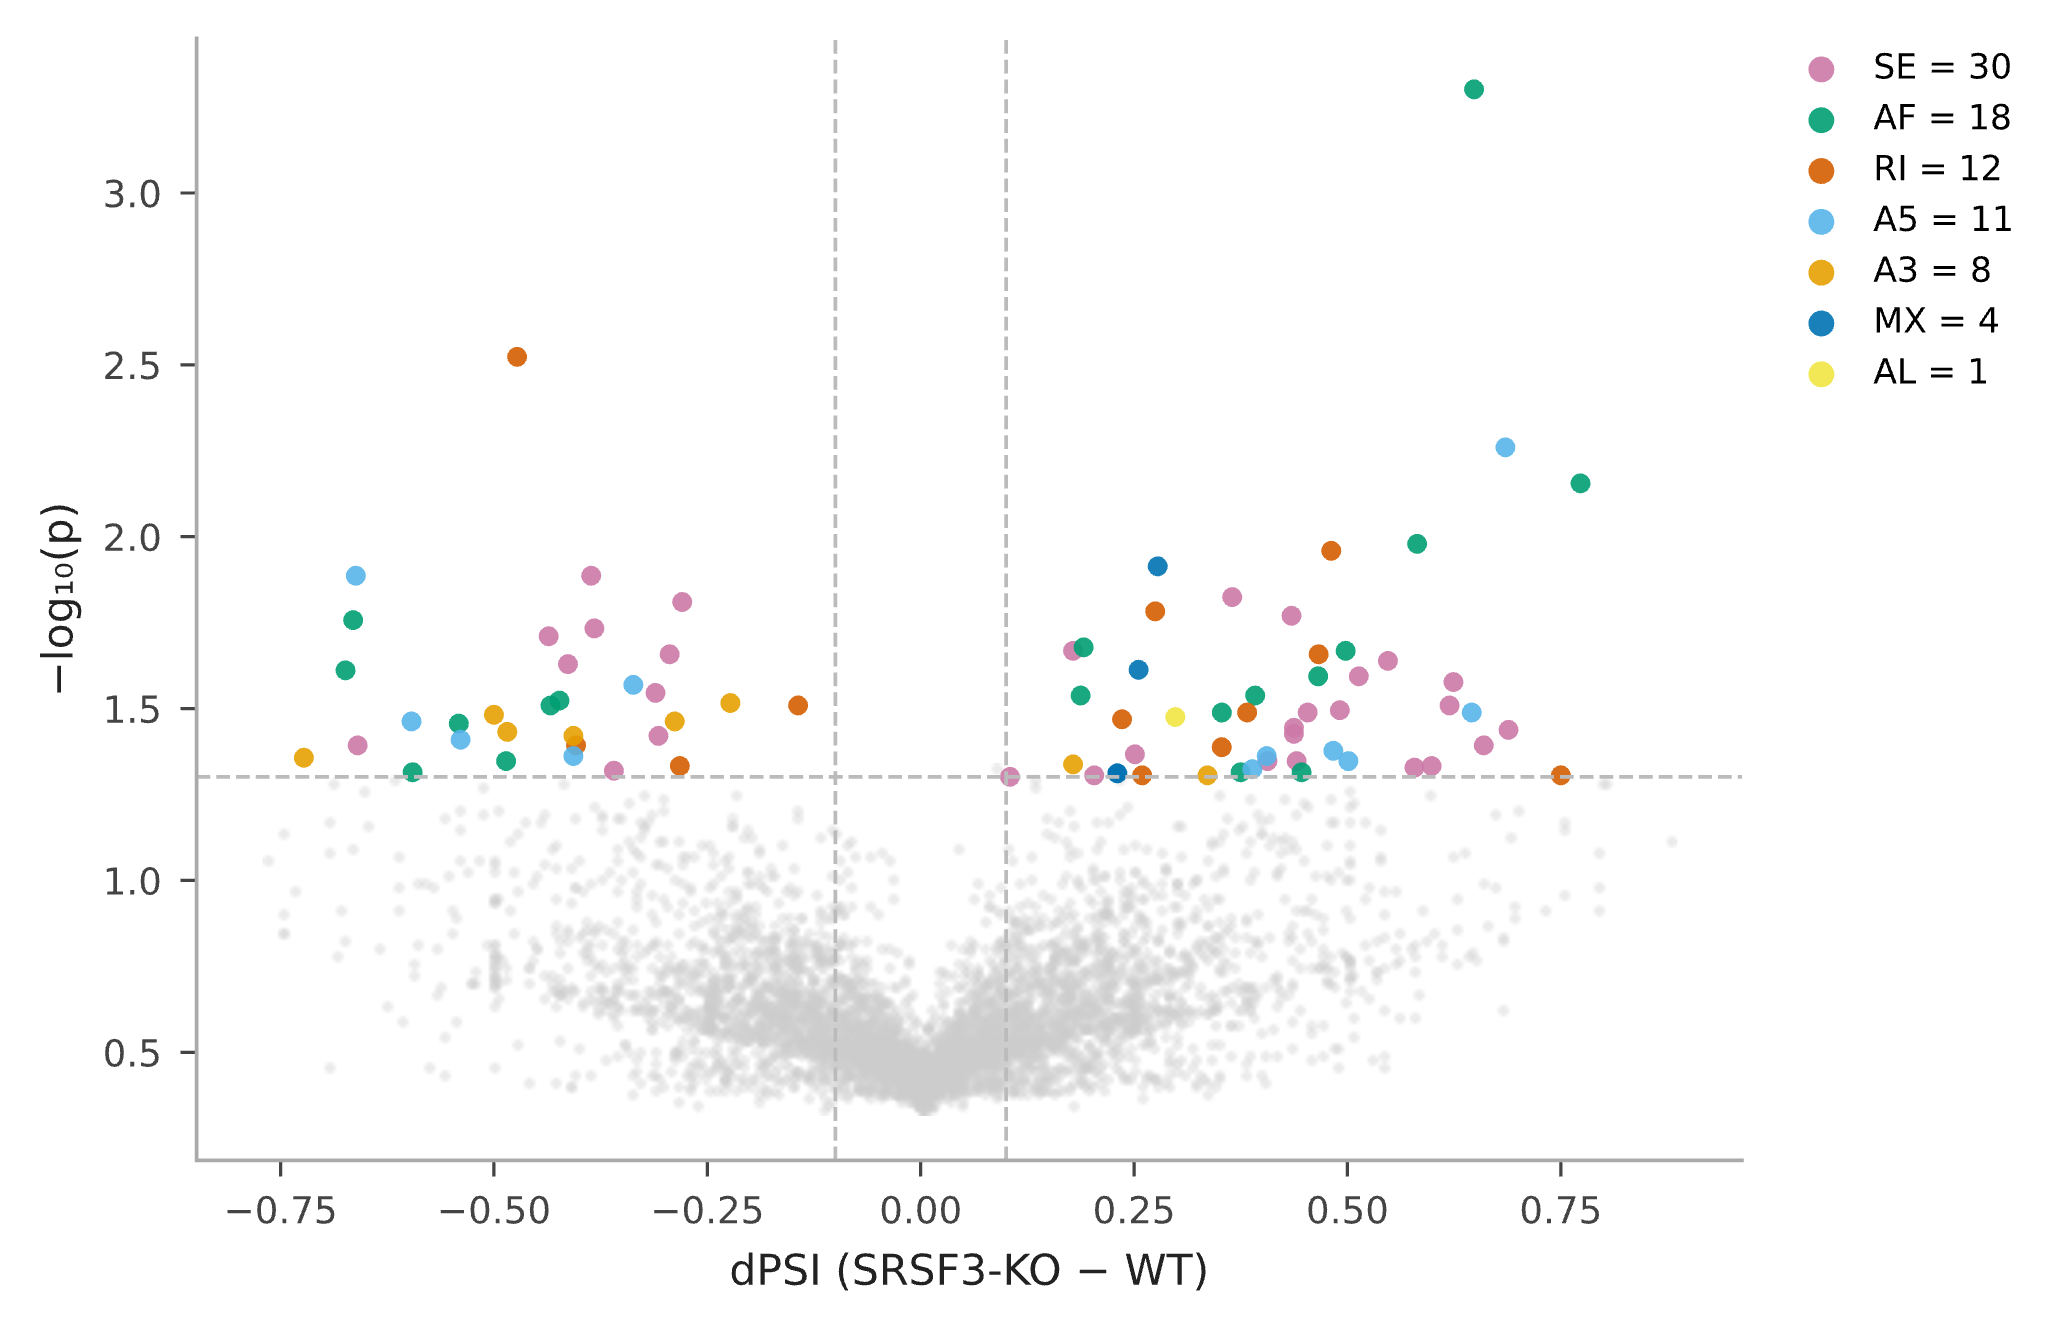 SE = 30
AF = 18
RI = 12
A5 = 11
A3 = 8
MX = 4
AL = 1
−log₁₀(p)
3.0
2.5
2.0
1.5
1.0
0.5
−0.75 −0.50 −0.25 0.00 0.25 0.50 0.75
dPSI (SRSF3-KO − WT)